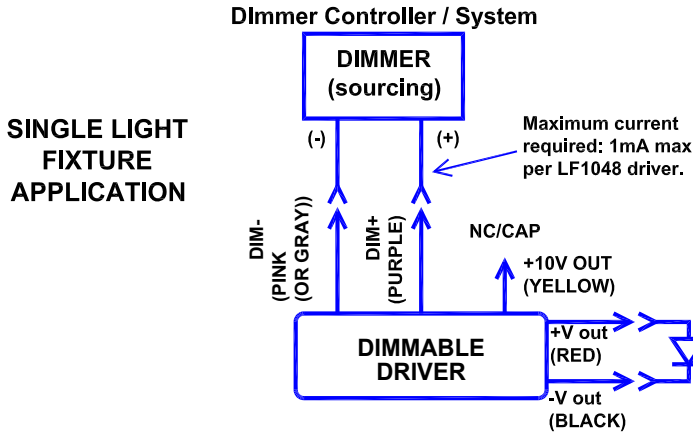 DImmer Controller / System
DIMMER
(sourcing)
SINGLE LIGHT
FIXTURE
APPLICATION
(-)
(+)
Maximum current
required: 1mA max
per LF1048 driver.
DIM-
(PINK
(OR GRAY))
DIM+
(PURPLE)
NC/CAP
+10V OUT
(YELLOW)
DIMMABLE
DRIVER
+V out
(RED)
-V out
(BLACK)